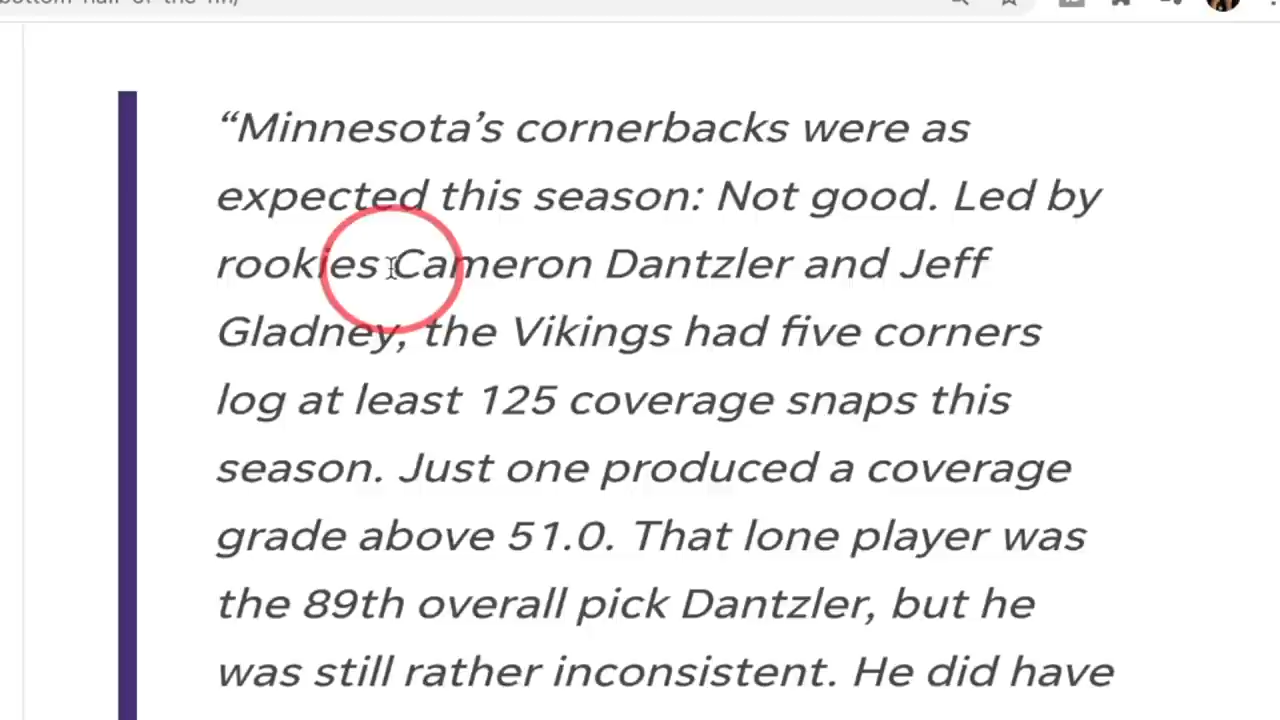 “Minnesota’s cornerbacks were as
expected this season: Not good. Led by
rookies Cameron Dantzler and Jeff
Gladney, the Vikings had five corners
log at least 125 coverage snaps this
season. Just one produced a coverage
grade above 51.0. That lone player was
the 89th overall pick Dantzler, but he
was still rather inconsistent. He did have